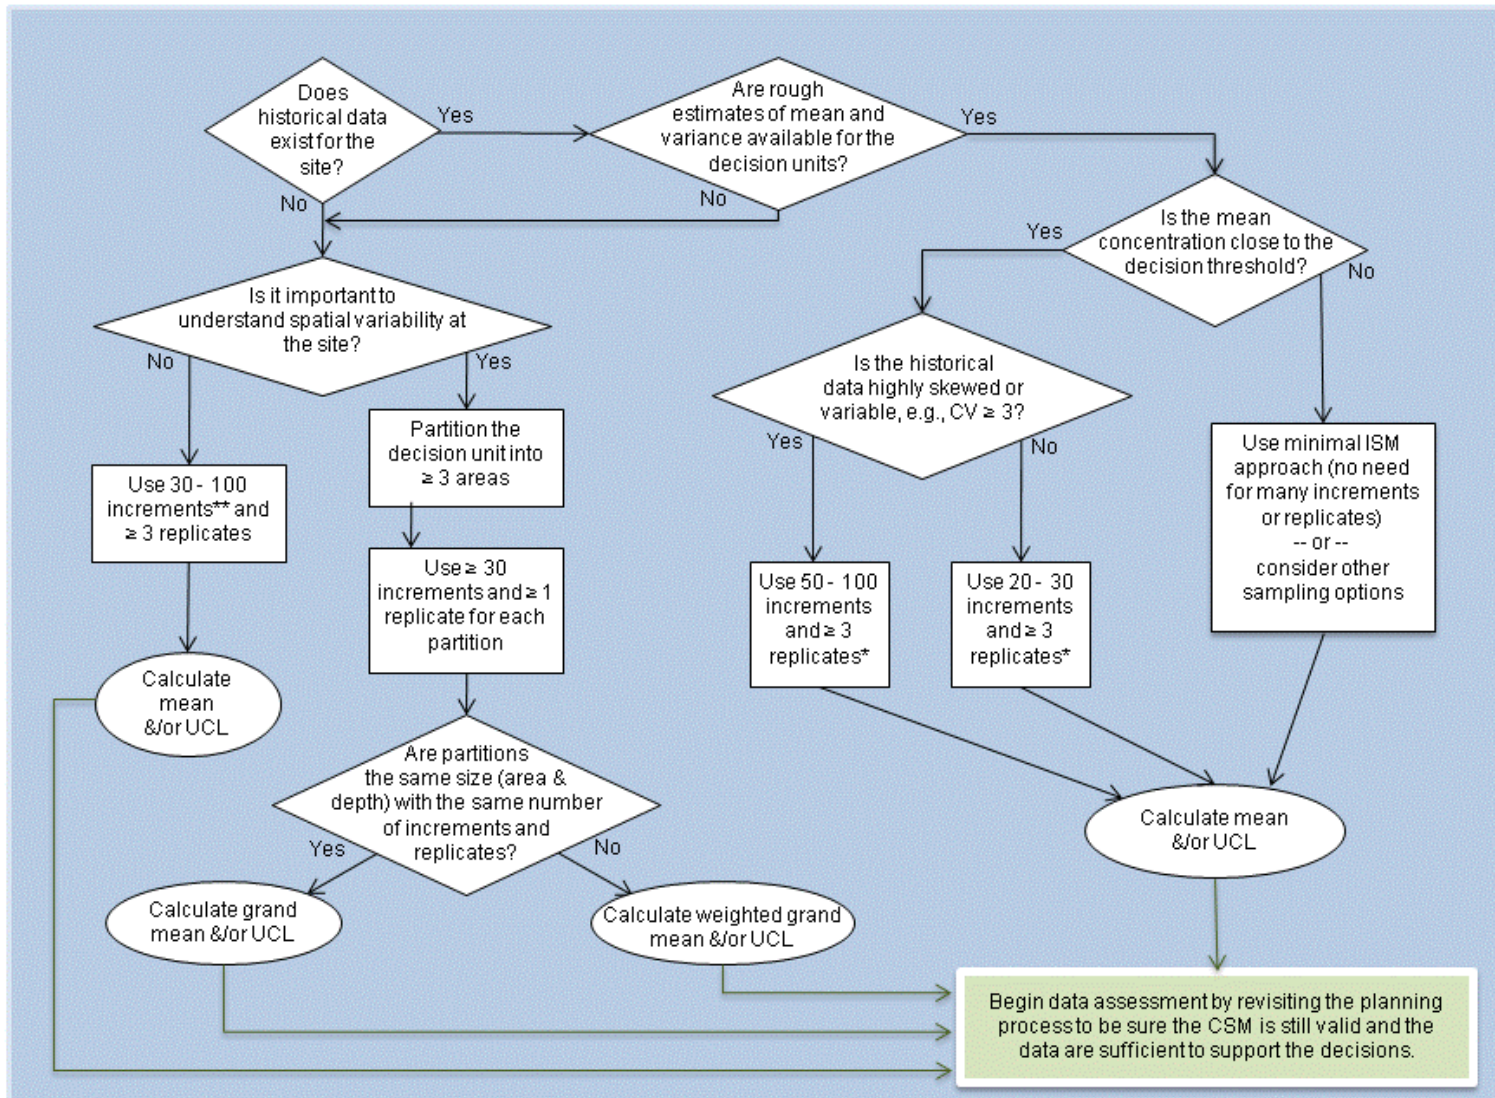 Does
historical data
exist for the
site?
Yes
No
Are rough
estimates of mean and
variance available for the
decision units?
Yes
No
Is the mean
concentration close to the
decision threshold?
Yes
No
Is it important to
understand spatial variability at
the site?
No
Yes
Is the historical
data highly skewed or
variable, e.g., CV ≥ 3?
Yes
No
Partition the
decision unit into
≥ 3 areas
Use 30 - 100
increments** and
≥ 3 replicates
Use ≥ 30
increments and ≥ 1
replicate for each
partition
Use 50 - 100
increments
and ≥ 3
replicates*
Use 20 - 30
increments
and ≥ 3
replicates*
Use minimal ISM
approach (no need
for many increments
or replicates)
-- or --
consider other
sampling options
Calculate
mean
&/or UCL
Are partitions
the same size (area &
depth) with the same number
of increments and
replicates?
Yes
No
Calculate mean
&/or UCL
Calculate grand
mean &/or UCL
Calculate weighted grand
mean &/or UCL
Begin data assessment by revisiting the planning
process to be sure the CSM is still valid and the
data are sufficient to support the decisions.